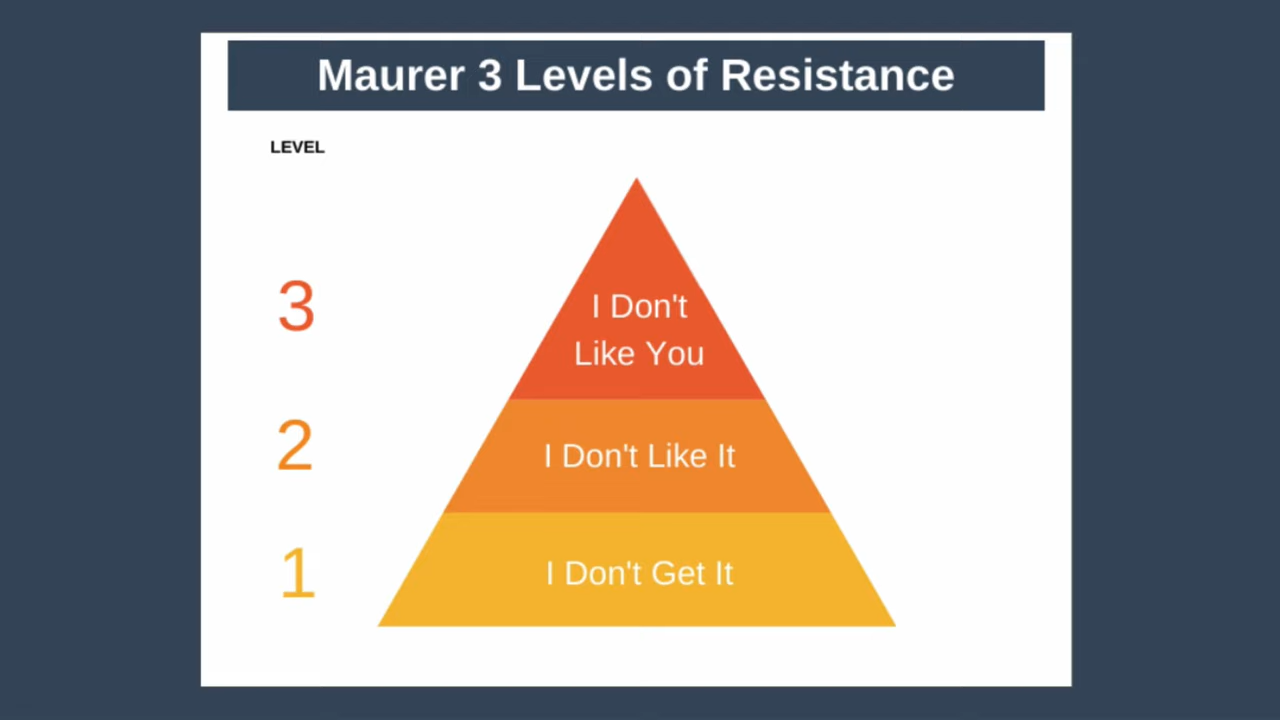 Maurer 3 Levels of Resistance
LEVEL
3
I Don't
Like You
2
I Don't Like It
1
I Don't Get It